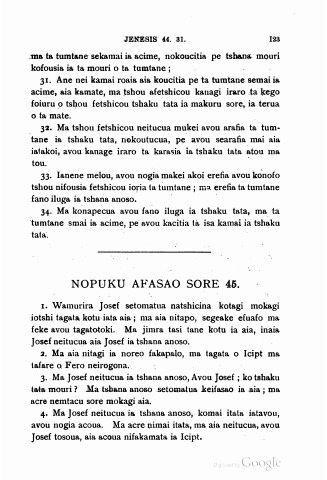 JENESIS 44. 31. 123
ma ta tumtane sekamai ia acime, nokoucitia pe tshana mouri
kofousia ia ta mouri o ta tumtane ;
31. Ane nei kamai roaia ais koucitia pe ta tumtane semai ia
acime, aia kamate, ma tshou afetshicou kanagi iraro ta kego
foiuru o tshou fetshicou tshaku tata ia makuru sore, ia terua
o ta mate.
32. Ma tshou fetshicou neitucua mukei avou arafia ta tum-
tane ia tshaku tata, nokoutucua, pe avou searafia mai aia
iatakoi, avou kanage iraro ta karasia ia tshaku tata atou ma
tou.
33. Ianene melou, avou nogia makei akoi erefia avou konofo
tshou nifousia fetshicou ioria ta tumtane ; ma erefia ta tumtane
fano iluga ia tshana anoso.
34. Ma konapecua avou fano iluga ia tshaku tata, ma ta
tumtane smai ia acime, pe avou kacitia ta isa kamai ia tshaku
tata.
NOPUKU AFASAO SORE 45.
1. Wamurira Josef setomatua natshicina kotagi mokagi
iotshi tagata kotu iata aia ; ma aia nitapo, segeake efuafo ma
feke avou tagatotoki. Ma jimra tasi tane kotu ia aia, inaia
Josef neitucua aia ia tshana anoso.
2. Ma aia nitagi ia noreo fakapalo, ma tagata o Icipt ma
tafare o Fero neirogona.
3. Ma Josef neitucua ia tshana anoso, Avou Josef ; ko tshaku
tata mouri? Ma tshana anoso setomatua keifasao ia aia ; ma
acre nemtacu sore mokagi aia.
4. Ma Josef neitucua ia tshana anoso, komai itata iatavou,
avou nogia acoua. Ma acre nimai itata, ma aia neitucua, avou
Josef tosoua, aia acoua nifakamata ia Icipt.
Digitized by Google